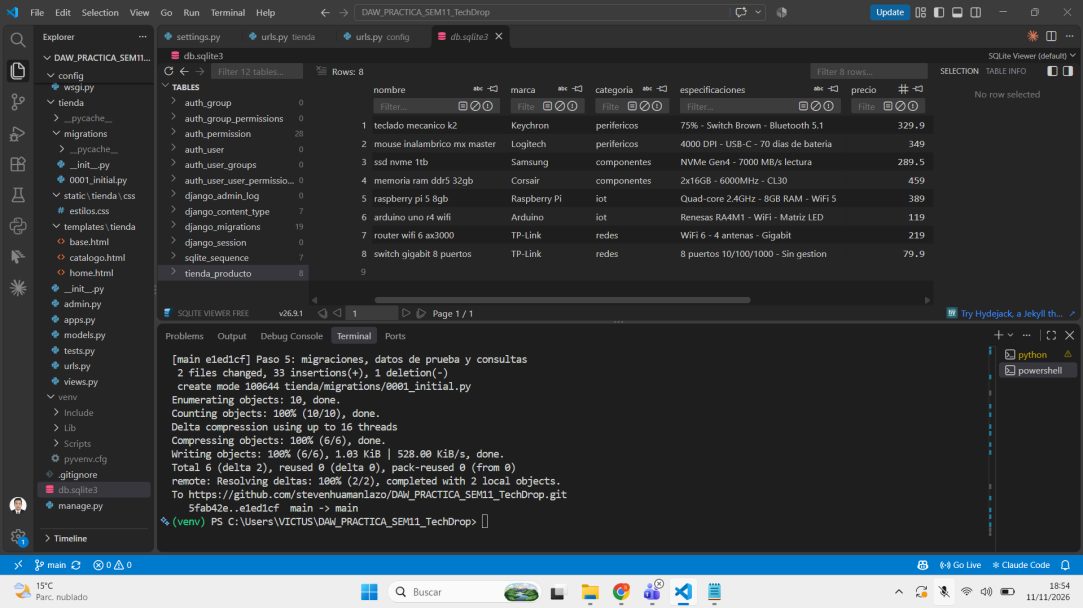 File Edit Selection View Go Run Terminal Help
DAW_PRACTICA_SEM11_TechDrop
Update
Explorer
DAW_PRACTICA_SEM11...
config
wsgi.py
tienda
__pycache__
migrations
__pycache__
__init__.py
0001_initial.py
static\tienda\css
estilos.css
templates\tienda
base.html
catalogo.html
home.html
__init__.py
admin.py
apps.py
models.py
tests.py
urls.py
views.py
venv
Include
Lib
Scripts
pyvenv.cfg
.gitignore
db.sqlite3
manage.py
Timeline
settings.py urls.py tienda urls.py config db.sqlite3
db.sqlite3
SQLite Viewer (default)
Filter 12 tables... Rows: 8 Filter 8 rows...
SELECTION TABLE INFO
No row selected
TABLES
auth_group 0
auth_group_permissions 0
auth_permission 28
auth_user 0
auth_user_groups 0
auth_user_user_permissio... 0
django_admin_log 0
django_content_type 7
django_migrations 19
django_session 0
sqlite_sequence 7
tienda_producto 8
nombre abc marca abc categoria abc especificaciones abc precio
Filter... Filte Filte Filter... Filte
1 teclado mecanico k2 Keychron perifericos 75% - Switch Brown - Bluetooth 5.1 329.9
2 mouse inalambrico mx master Logitech perifericos 4000 DPI - USB-C - 70 dias de bateria 349
3 ssd nvme 1tb Samsung componentes NVMe Gen4 - 7000 MB/s lectura 289.5
4 memoria ram ddr5 32gb Corsair componentes 2x16GB - 6000MHz - CL30 459
5 raspberry pi 5 8gb Raspberry Pi iot Quad-core 2.4GHz - 8GB RAM - WiFi 5 389
6 arduino uno r4 wifi Arduino iot Renesas RA4M1 - WiFi - Matriz LED 119
7 router wifi 6 ax3000 TP-Link redes WiFi 6 - 4 antenas - Gigabit 219
8 switch gigabit 8 puertos TP-Link redes 8 puertos 10/100/1000 - Sin gestion 79.9
9
SQLITE VIEWER FREE v26.9.1 1 Page 1 / 1
Try Hydejack, a Jekyll th...
Problems Output Debug Console Terminal Ports
python
powershell
[main e1ed1cf] Paso 5: migraciones, datos de prueba y consultas
2 files changed, 33 insertions(+), 1 deletion(-)
create mode 100644 tienda/migrations/0001_initial.py
Enumerating objects: 10, done.
Counting objects: 100% (10/10), done.
Delta compression using up to 16 threads
Compressing objects: 100% (6/6), done.
Writing objects: 100% (6/6), 1.03 KiB | 528.00 KiB/s, done.
Total 6 (delta 2), reused 0 (delta 0), pack-reused 0 (from 0)
remote: Resolving deltas: 100% (2/2), completed with 2 local objects.
To https://github.com/stevenhuamanlazo/DAW_PRACTICA_SEM11_TechDrop.git
5fab42e..e1ed1cf main -> main
(venv) PS C:\Users\VICTUS\DAW_PRACTICA_SEM11_TechDrop>
1
main 0 0 Go Live Claude Code
15°C
Parc. nublado
Buscar
18:54
11/11/2026